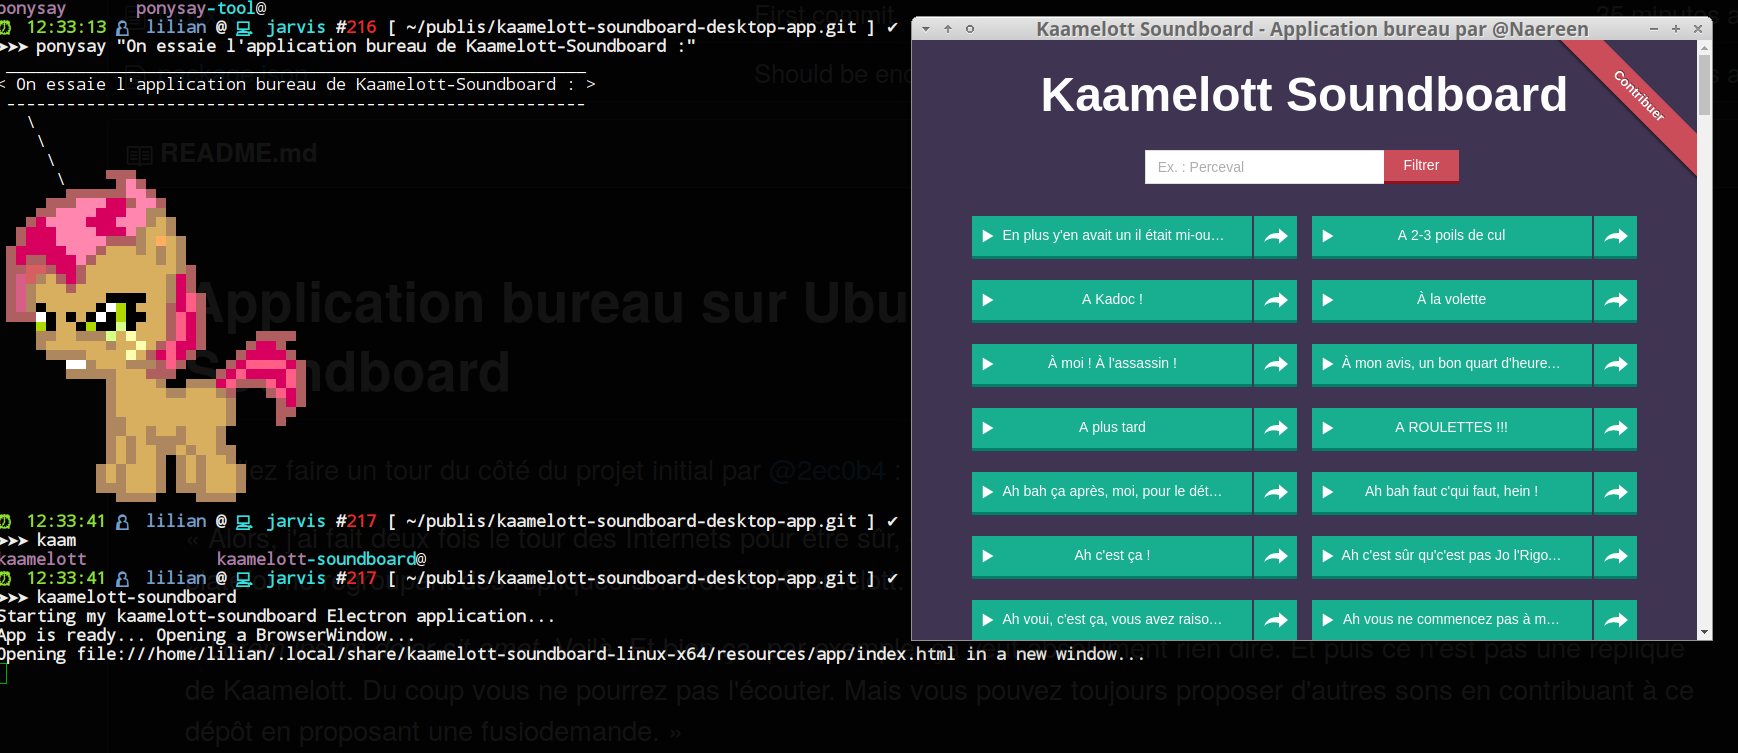 ponysay ponysay-tool@
12:33:13 lilian @ jarvis #216 [ ~/publis/kaamelott-soundboard-desktop-app.git ] ✔
➤➤➤ ponysay "On essaie l'application bureau de Kaamelott-Soundboard :"
< On essaie l'application bureau de Kaamelott-Soundboard : >
12:33:41 lilian @ jarvis #217 [ ~/publis/kaamelott-soundboard-desktop-app.git ] ✔
➤➤➤ kaam
kaamelott kaamelott-soundboard@
12:33:41 lilian @ jarvis #217 [ ~/publis/kaamelott-soundboard-desktop-app.git ] ✔
➤➤➤ kaamelott-soundboard
Starting my kaamelott-soundboard Electron application...
App is ready... Opening a BrowserWindow...
Opening file:///home/lilian/.local/share/kaamelott-soundboard-linux-x64/resources/app/index.html in a new window...
First commit
25 minutes a
Should be enc
README.md
Application bureau sur Ubu
Soundboard
lez faire un tour du côté du projet initial par @2ec0b4 :
« Alors, j'ai fait deux fois le tour des Internets pour être sûr,
rien dire. Et puis ce n'est pas une réplique
de Kaamelott. Du coup vous ne pourrez pas l'écouter. Mais vous pouvez toujours proposer d'autres sons en contribuant à ce
dépôt en proposant une fusiodemande. »
Kaamelott Soundboard - Application bureau par @Naereen
Contribuer
Kaamelott Soundboard
Ex. : Perceval
Filtrer
En plus y'en avait un il était mi-ou…
A 2-3 poils de cul
A Kadoc !
À la volette
À moi ! À l'assassin !
À mon avis, un bon quart d'heure…
A plus tard
A ROULETTES !!!
Ah bah ça après, moi, pour le dét…
Ah bah faut c'qui faut, hein !
Ah c'est ça !
Ah c'est sûr qu'c'est pas Jo l'Rigo…
Ah voui, c'est ça, vous avez raiso…
Ah vous ne commencez pas à m…